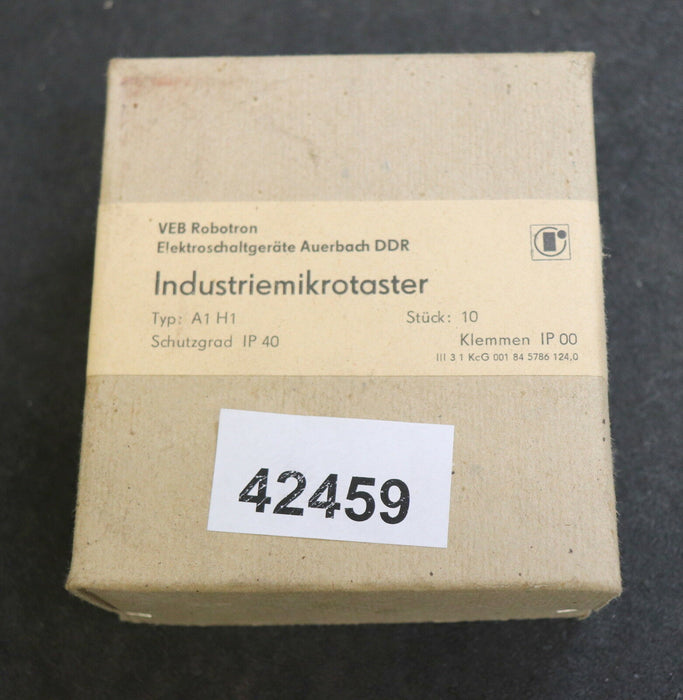 VEB Robotron
Elektroschaltgeräte Auerbach DDR
Industriemikrotaster
Typ: A1 H1 Stück: 10
Schutzgrad IP 40 Klemmen IP 00
III 3 1 KcG 001 84 5786 124,0
42459